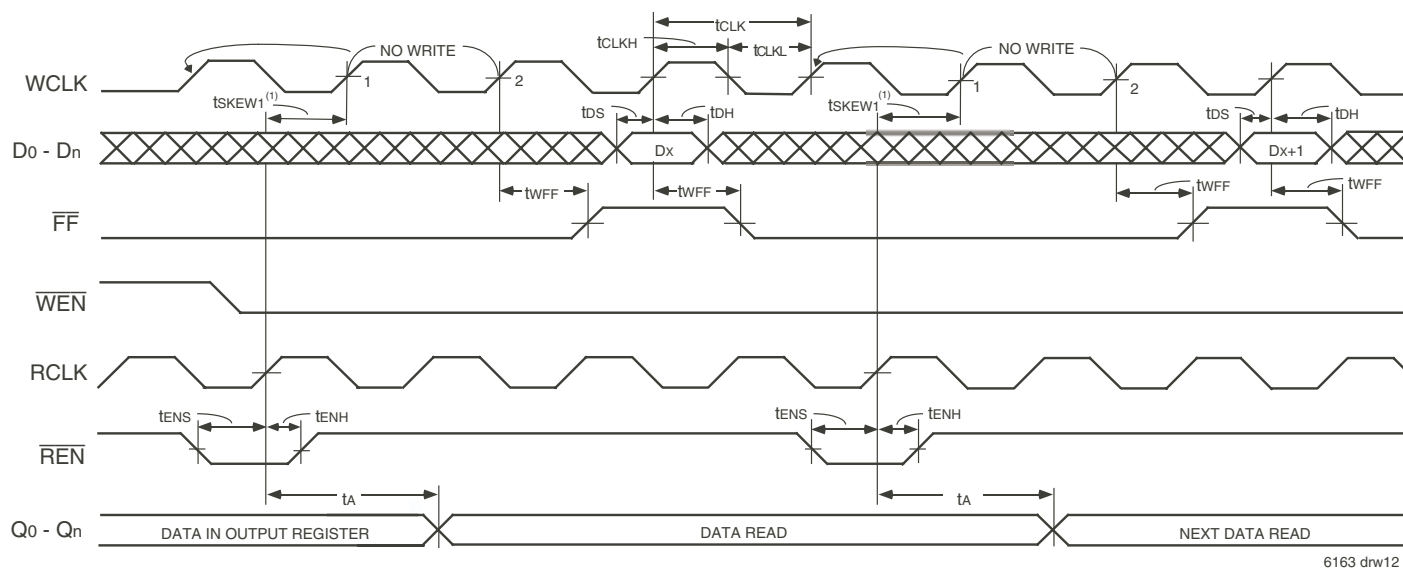 tCLK
tCLKH
tCLKL
NO WRITE
NO WRITE
WCLK
1
2
1
2
tSKEW1(1)
tDS
tDH
tSKEW1(1)
tDS
tDH
D0 - Dn
DX
DX+1
tWFF
tWFF
tWFF
tWFF
FF
WEN
RCLK
tENS
tENH
tENS
tENH
REN
tA
tA
Q0 - Qn
DATA IN OUTPUT REGISTER
DATA READ
NEXT DATA READ
6163 drw12